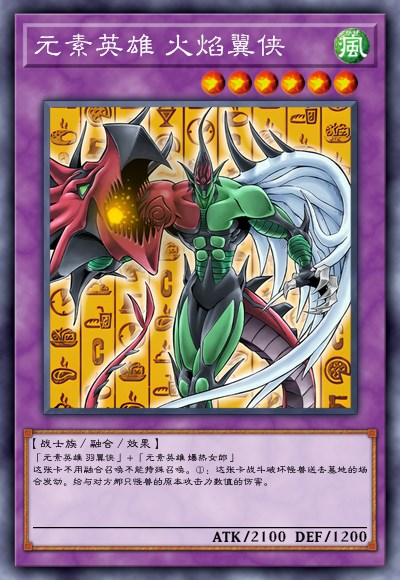 元素英雄 火焰翼侠
風
【战士族／融合／效果】
「元素英雄 羽翼侠」+「元素英雄 爆热女郎」
这张卡不用融合召唤不能特殊召唤。①：这张卡战斗破坏怪兽送去墓地的场
合发动。给与对方那只怪兽的原本攻击力数值的伤害。
ATK/2100 DEF/1200